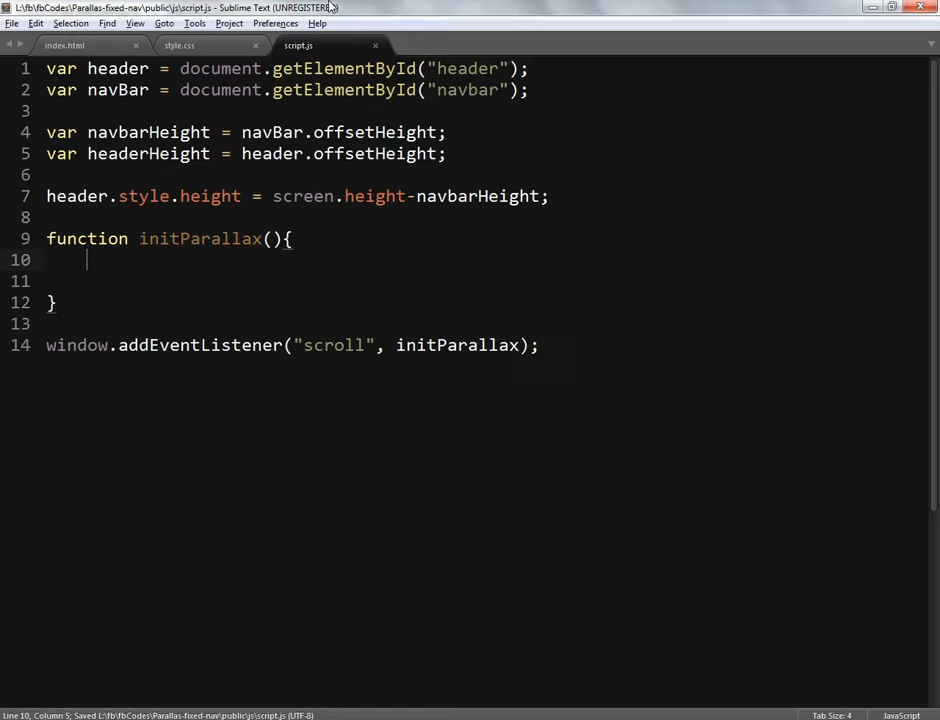 L:\fb\fbCodes\Parallas-fixed-nav\public\js\script.js - Sublime Text (UNREGISTERED)
File Edit Selection Find View Goto Tools Project Preferences Help
index.html × style.css × script.js ×
1 var header = document.getElementById("header");
2 var navBar = document.getElementById("navbar");
3
4 var navbarHeight = navBar.offsetHeight;
5 var headerHeight = header.offsetHeight;
6
7 header.style.height = screen.height-navbarHeight;
8
9 function initParallax(){
10
11
12 }
13
14 window.addEventListener("scroll", initParallax);
Line 10, Column 5; Saved L:\fb\fbCodes\Parallas-fixed-nav\public\js\script.js (UTF-8) Tab Size: 4 JavaScript